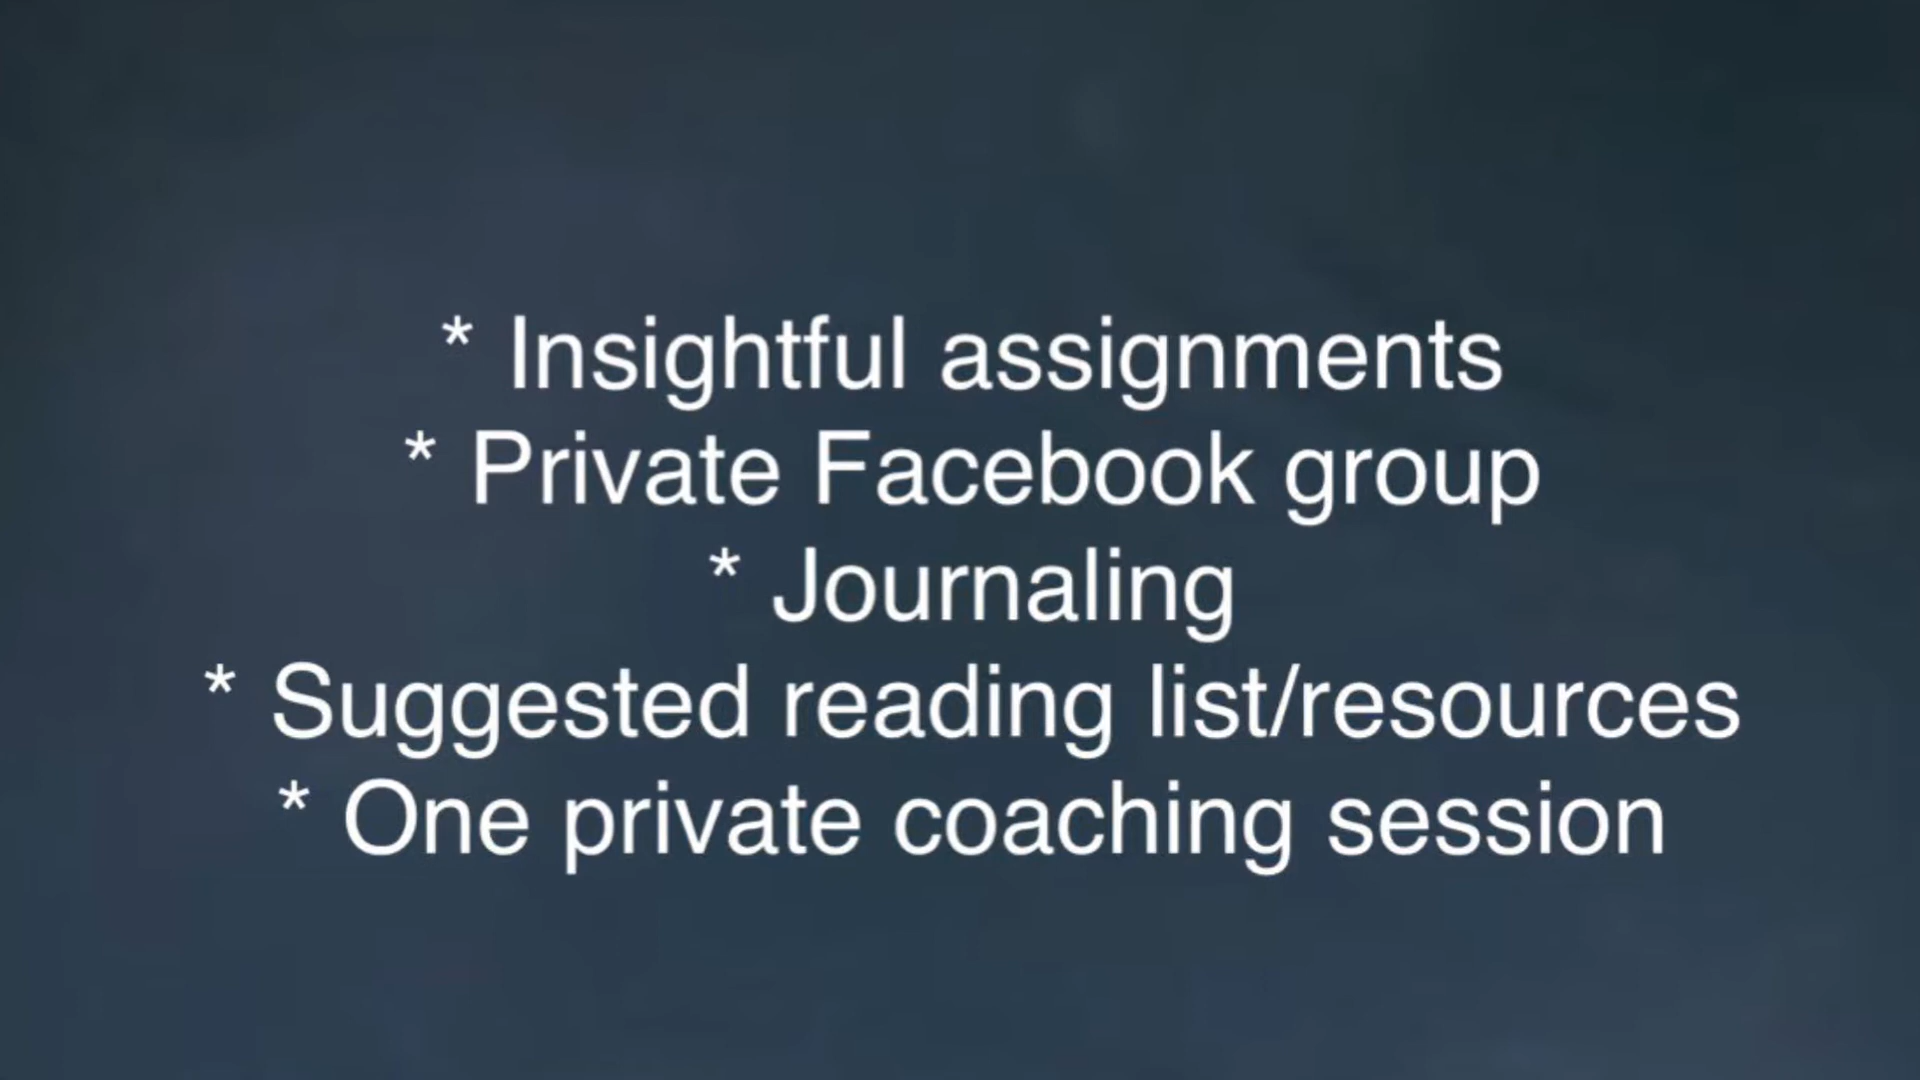 * Insightful assignments
* Private Facebook group
* Journaling
* Suggested reading list/resources
* One private coaching session